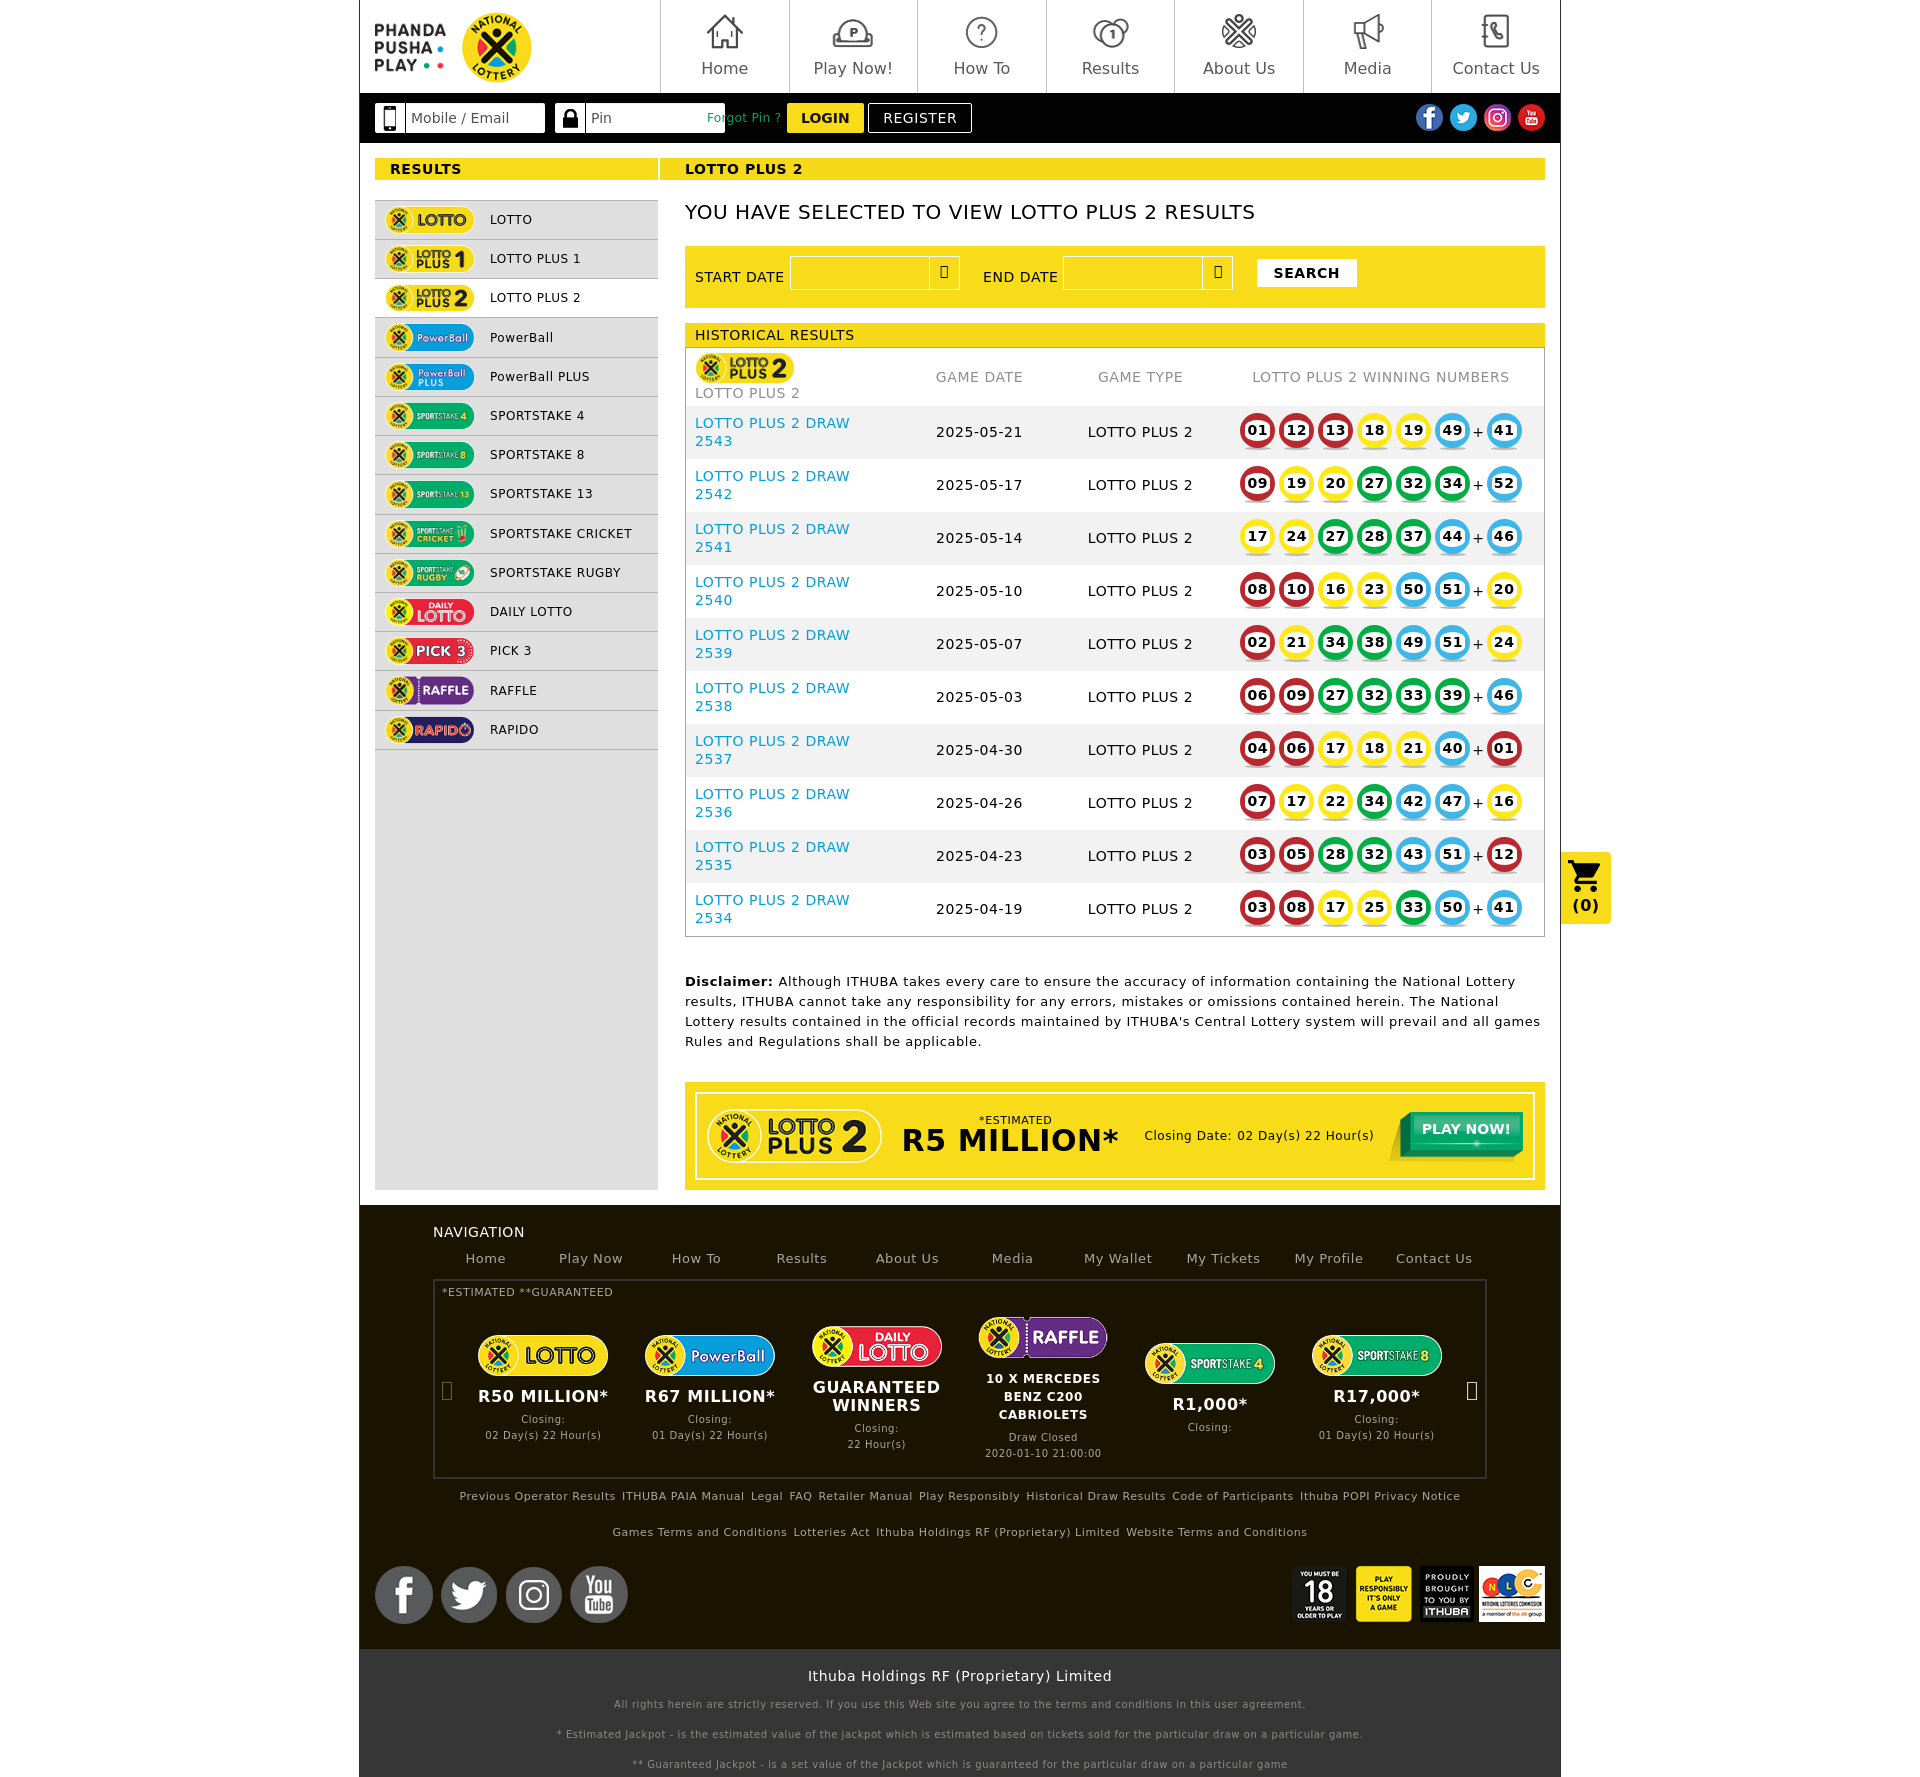 PHANDA
PUSHA
PLAY
NATIONAL
LOTTERY
Home
Play Now!
How To
Results
About Us
Media
Contact Us
Mobile / Email
Pin
Forgot Pin ?
LOGIN
REGISTER
RESULTS
LOTTO PLUS 2
LOTTO
LOTTO
LOTTO PLUS 1
LOTTO PLUS 1
LOTTO PLUS 2
LOTTO PLUS 2
PowerBall
PowerBall
PowerBall PLUS
PowerBall PLUS
SPORTSTAKE 4
SPORTSTAKE 4
SPORTSTAKE 8
SPORTSTAKE 8
SPORTSTAKE 13
SPORTSTAKE 13
SPORTSTAKE CRICKET
SPORTSTAKE CRICKET
SPORTSTAKE RUGBY
SPORTSTAKE RUGBY
DAILY LOTTO
DAILY LOTTO
PICK 3
PICK 3
RAFFLE
RAFFLE
RAPIDO
RAPIDO
YOU HAVE SELECTED TO VIEW LOTTO PLUS 2 RESULTS
START DATE
END DATE
SEARCH
HISTORICAL RESULTS
LOTTO PLUS 2
LOTTO PLUS 2
GAME DATE
GAME TYPE
LOTTO PLUS 2 WINNING NUMBERS
LOTTO PLUS 2 DRAW 2543 2025-05-21 LOTTO PLUS 2 01 12 13 18 19 49 + 41
LOTTO PLUS 2 DRAW 2542 2025-05-17 LOTTO PLUS 2 09 19 20 27 32 34 + 52
LOTTO PLUS 2 DRAW 2541 2025-05-14 LOTTO PLUS 2 17 24 27 28 37 44 + 46
LOTTO PLUS 2 DRAW 2540 2025-05-10 LOTTO PLUS 2 08 10 16 23 50 51 + 20
LOTTO PLUS 2 DRAW 2539 2025-05-07 LOTTO PLUS 2 02 21 34 38 49 51 + 24
LOTTO PLUS 2 DRAW 2538 2025-05-03 LOTTO PLUS 2 06 09 27 32 33 39 + 46
LOTTO PLUS 2 DRAW 2537 2025-04-30 LOTTO PLUS 2 04 06 17 18 21 40 + 01
LOTTO PLUS 2 DRAW 2536 2025-04-26 LOTTO PLUS 2 07 17 22 34 42 47 + 16
LOTTO PLUS 2 DRAW 2535 2025-04-23 LOTTO PLUS 2 03 05 28 32 43 51 + 12
LOTTO PLUS 2 DRAW 2534 2025-04-19 LOTTO PLUS 2 03 08 17 25 33 50 + 41
(0)
Disclaimer: Although ITHUBA takes every care to ensure the accuracy of information containing the National Lottery
results, ITHUBA cannot take any responsibility for any errors, mistakes or omissions contained herein. The National
Lottery results contained in the official records maintained by ITHUBA's Central Lottery system will prevail and all games
Rules and Regulations shall be applicable.
NATIONAL LOTTERY
LOTTO PLUS 2
*ESTIMATED
R5 MILLION*
Closing Date: 02 Day(s) 22 Hour(s)
PLAY NOW!
NAVIGATION
Home Play Now How To Results About Us Media My Wallet My Tickets My Profile Contact Us
*ESTIMATED **GUARANTEED
LOTTO
R50 MILLION*
Closing:
02 Day(s) 22 Hour(s)
PowerBall
R67 MILLION*
Closing:
01 Day(s) 22 Hour(s)
DAILY LOTTO
GUARANTEED
WINNERS
Closing:
22 Hour(s)
RAFFLE
10 X MERCEDES
BENZ C200
CABRIOLETS
Draw Closed
2020-01-10 21:00:00
SPORTSTAKE 4
R1,000*
Closing:
SPORTSTAKE 8
R17,000*
Closing:
01 Day(s) 20 Hour(s)
Previous Operator Results ITHUBA PAIA Manual Legal FAQ Retailer Manual Play Responsibly Historical Draw Results Code of Participants Ithuba POPI Privacy Notice
Games Terms and Conditions Lotteries Act Ithuba Holdings RF (Proprietary) Limited Website Terms and Conditions
You Tube
YOU MUST BE
18
YEARS OR
OLDER TO PLAY
PLAY
RESPONSIBLY
IT'S ONLY
A GAME
PROUDLY
BROUGHT
TO YOU BY
ITHUBA
NLC
NATIONAL LOTTERIES COMMISSION
a member of the dti group
Ithuba Holdings RF (Proprietary) Limited
All rights herein are strictly reserved. If you use this Web site you agree to the terms and conditions in this user agreement.
* Estimated Jackpot - is the estimated value of the jackpot which is estimated based on tickets sold for the particular draw on a particular game.
** Guaranteed Jackpot - is a set value of the Jackpot which is guaranteed for the particular draw on a particular game